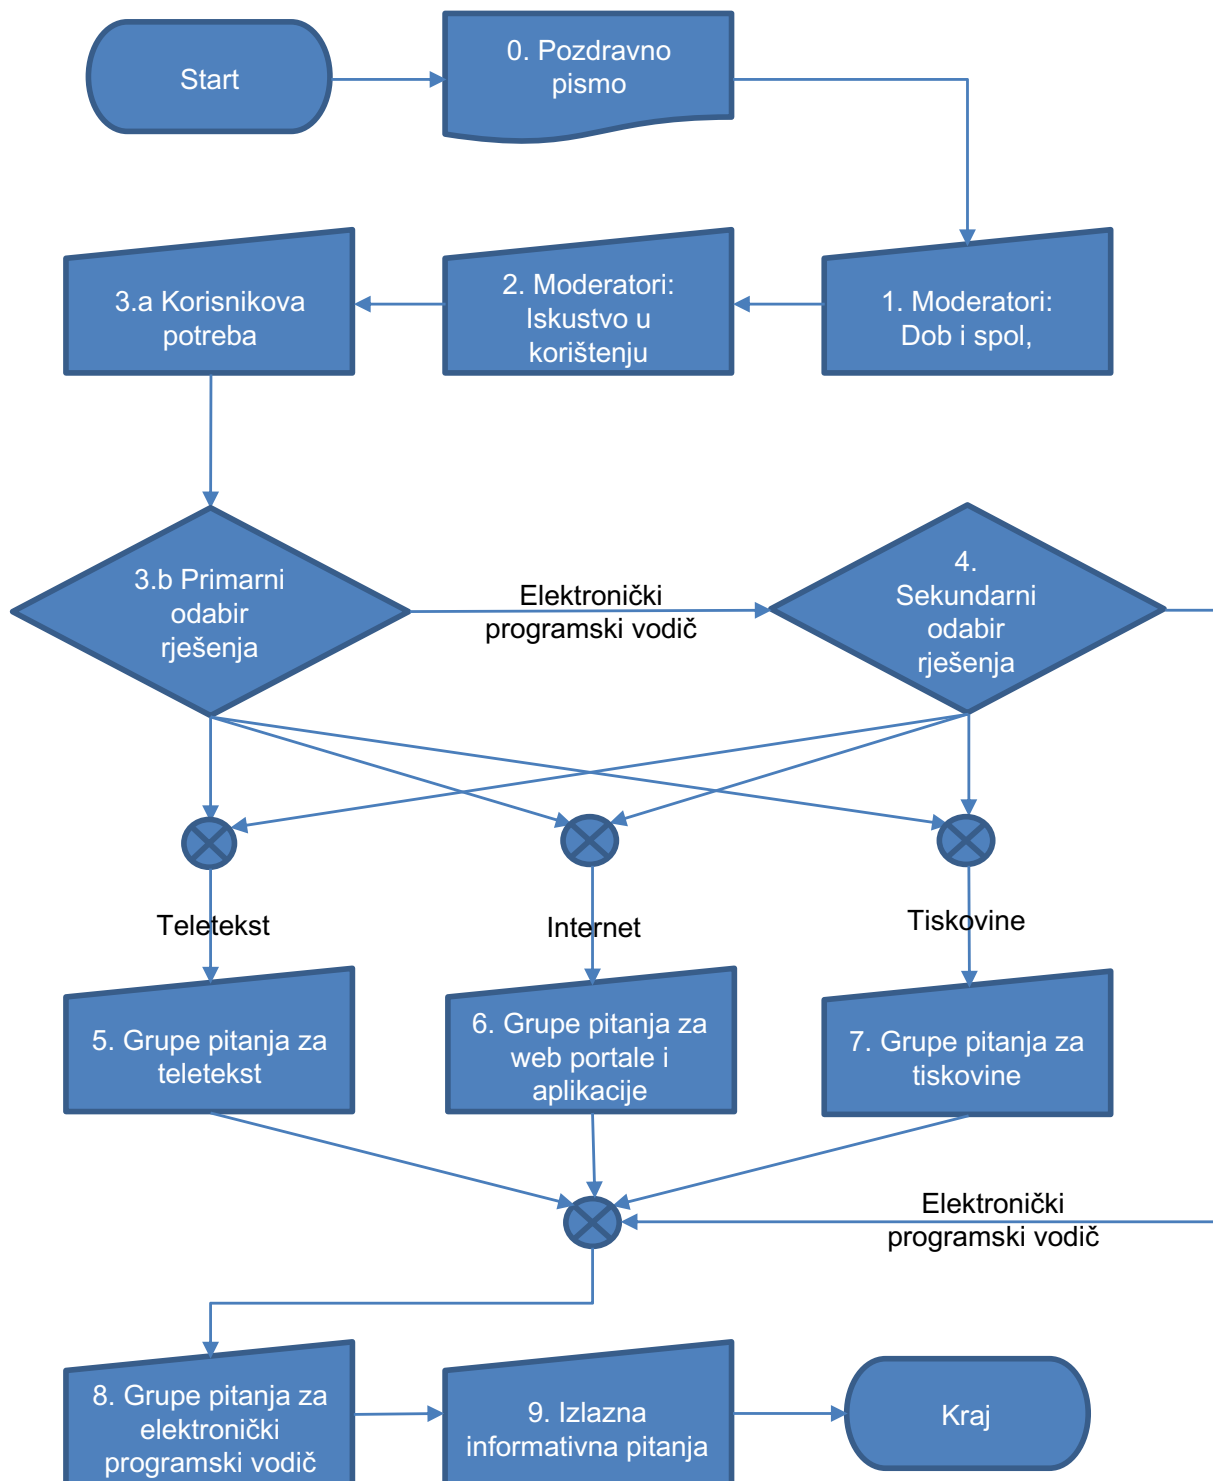 Start
0. Pozdravno
pismo
3.a Korisnikova
potreba
2. Moderatori:
Iskustvo u
korištenju
1. Moderatori:
Dob i spol,
3.b Primarni
odabir
rješenja
Elektronički
programski vodič
4.
Sekundarni
odabir
rješenja
Teletekst
Internet
Tiskovine
5. Grupe pitanja za
teletekst
6. Grupe pitanja za
web portale i
aplikacije
7. Grupe pitanja za
tiskovine
Elektronički
programski vodič
8. Grupe pitanja za
elektronički
programski vodič
9. Izlazna
informativna pitanja
Kraj